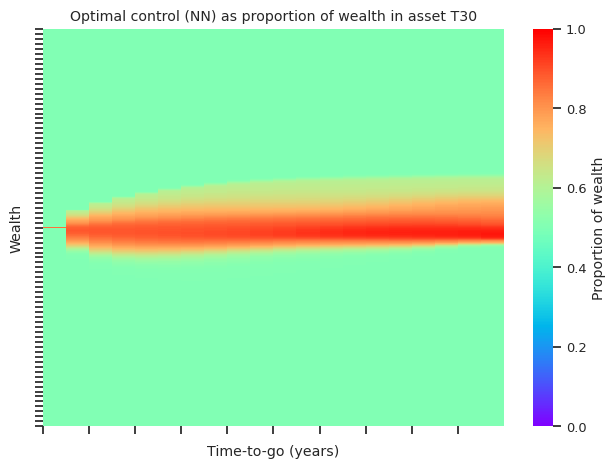 Optimal control (NN) as proportion of wealth in asset T30
Wealth
Time-to-go (years)
1.0
0.8
0.6
0.4
0.2
0.0
Proportion of wealth